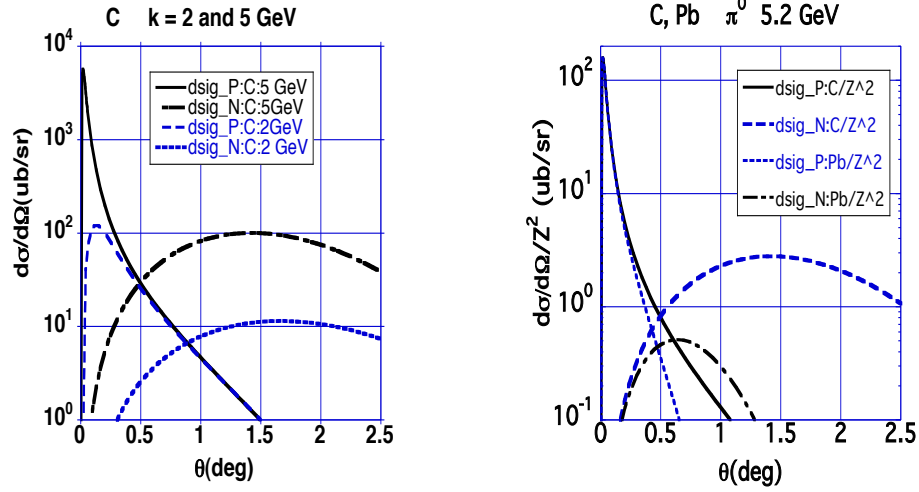 C k = 2 and 5 GeV
dσ/dΩ(ub/sr)
10^4
10^3
10^2
10^1
10^0
dsig_P:C:5 GeV
dsig_N:C:5GeV
dsig_P:C:2GeV
dsig_N:C:2 GeV
0 0.5 1 1.5 2 2.5
θ(deg)
C, Pb π^0 5.2 GeV
dσ/dΩ/Z^2 (ub/sr)
10^2
10^1
10^0
10^-1
dsig_P:C/Z^2
dsig_N:C/Z^2
dsig_P:Pb/Z^2
dsig_N:Pb/Z^2
0 0.5 1 1.5 2 2.5
θ(deg)